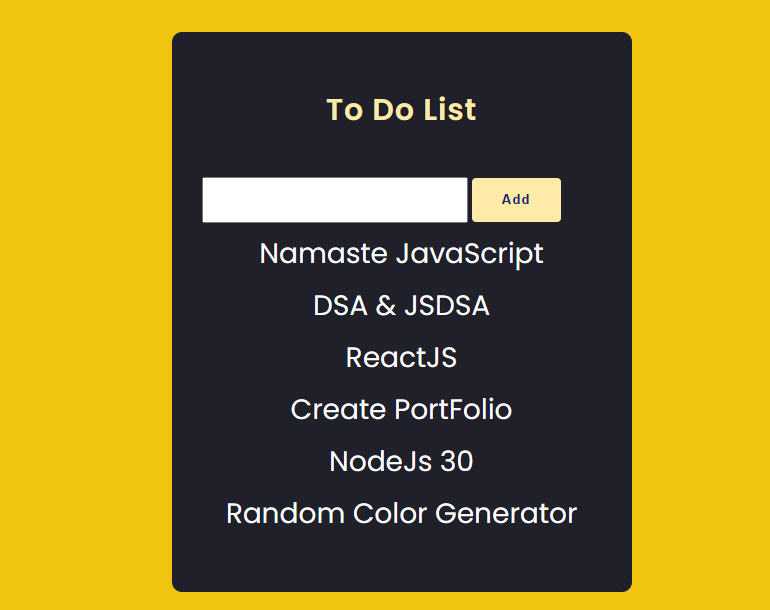 To Do List
Add
Namaste JavaScript
DSA & JSDSA
ReactJS
Create PortFolio
NodeJs 30
Random Color Generator